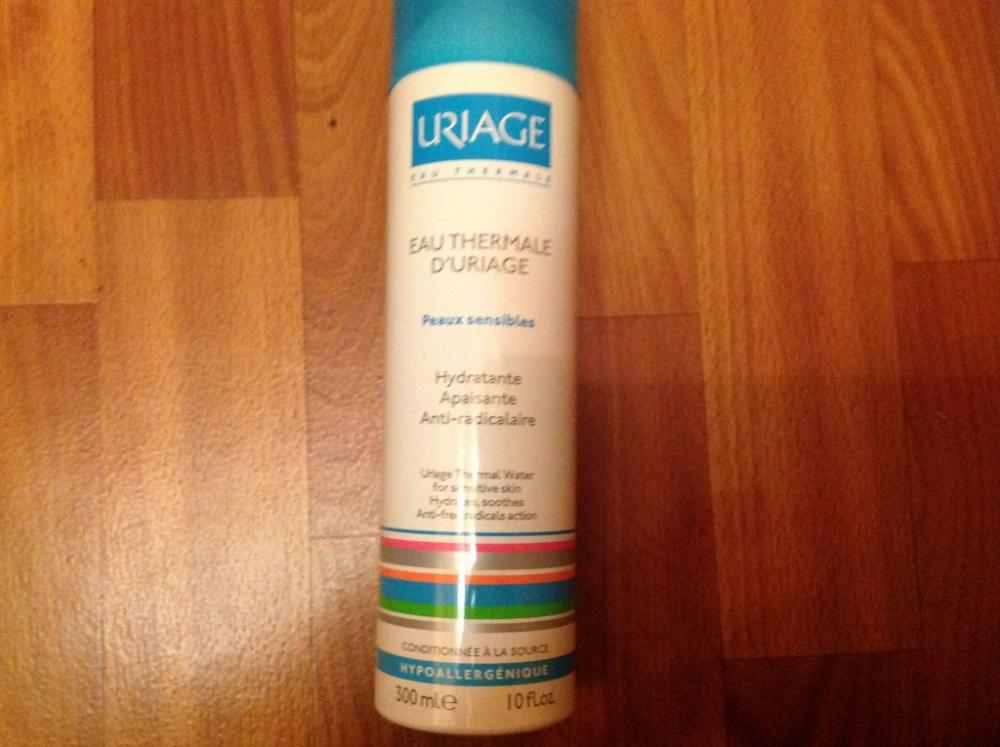 URIAGE
EAU THERMALE
EAU THERMALE
D'URIAGE
Peaux sensibles
Hydratante
Apaisante
Anti-radicalaire
Uriage Thermal Water
for sensitive skin
Hydrates, soothes
Anti-free radicals action
CONDITIONNÉE À LA SOURCE
HYPOALLERGÉNIQUE
300 ml e 10 fl.oz.